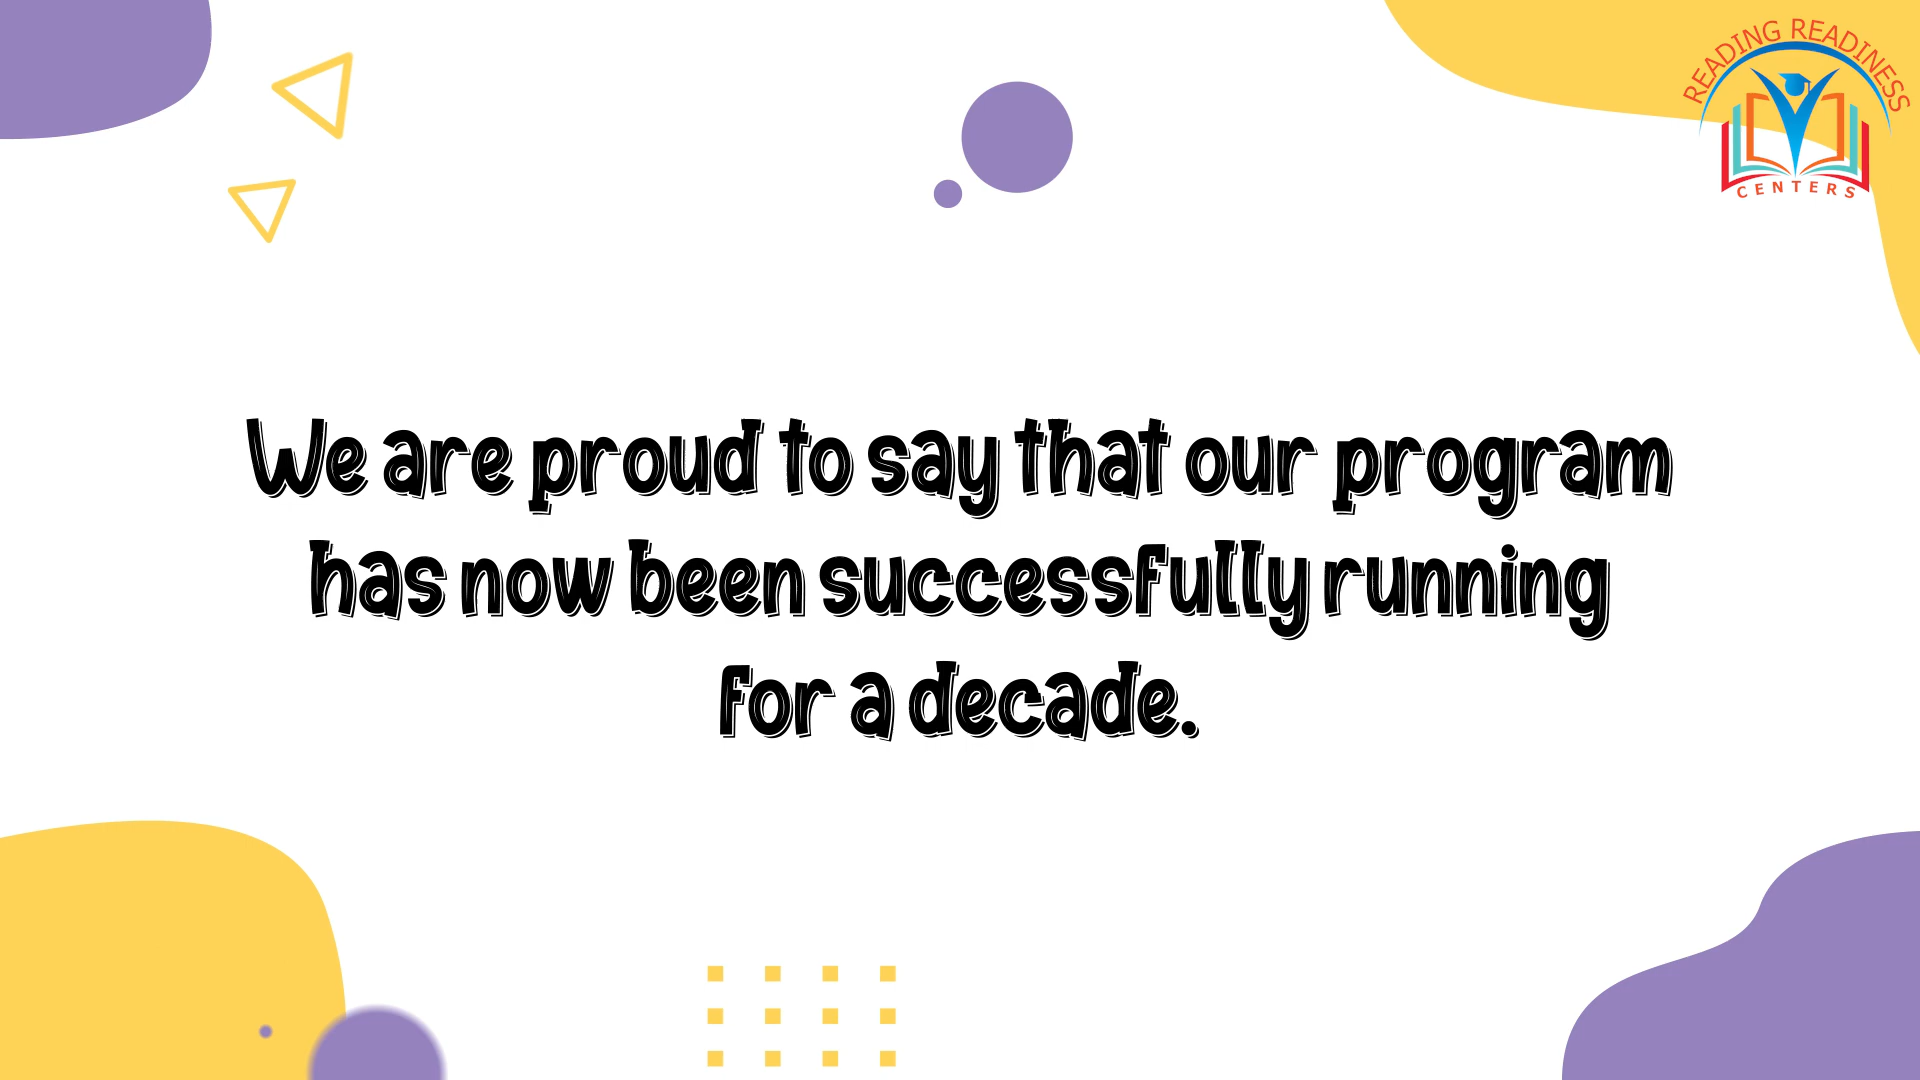 READING READINESS
CENTERS
We are proud to say that our program
has now been successfully running
for a decade.